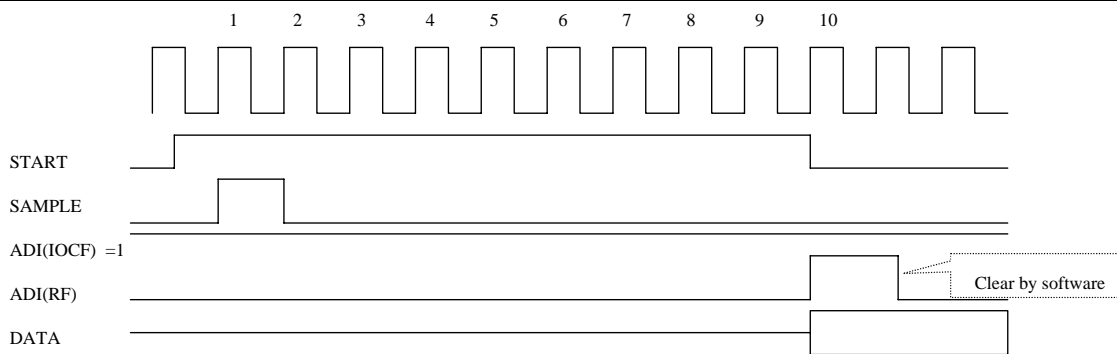 1 2 3 4 5 6 7 8 9 10
START
SAMPLE
ADI(IOCF) =1
Clear by software
ADI(RF)
DATA